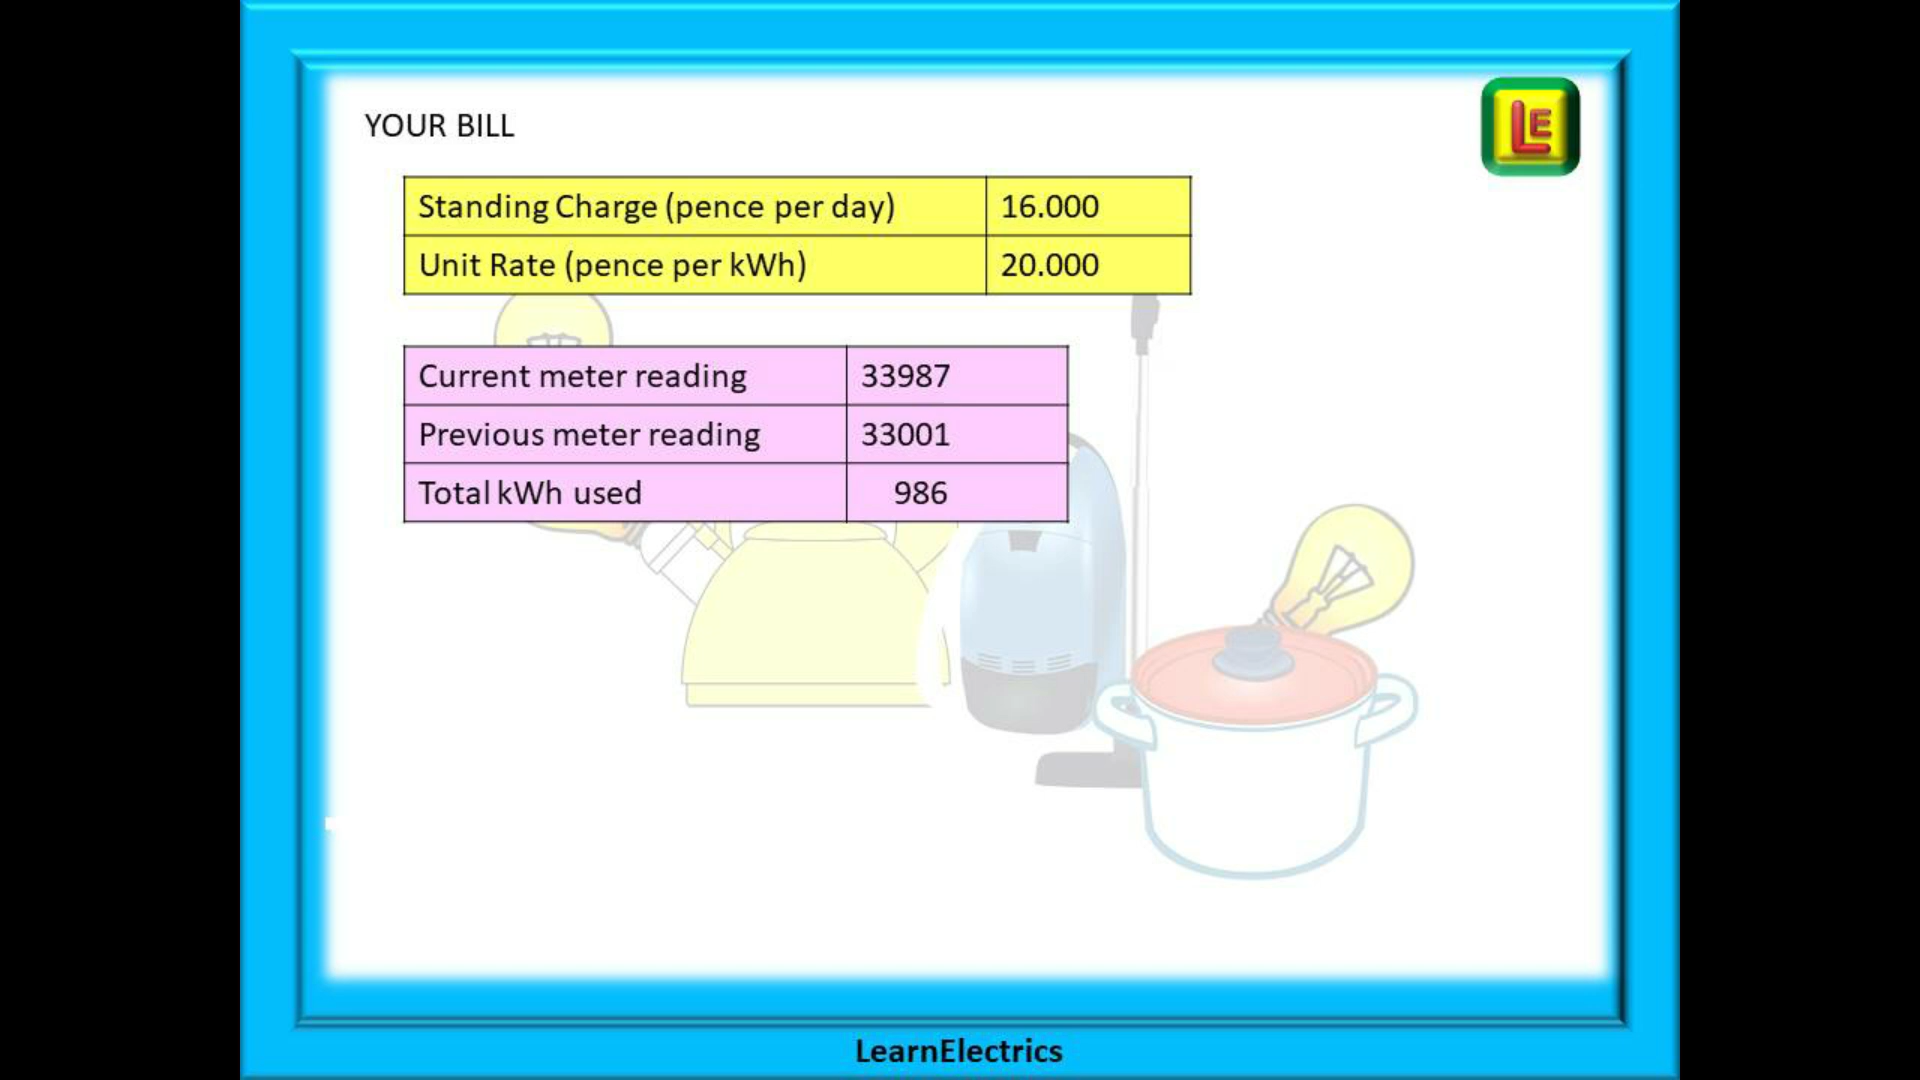 YOUR BILL
LE
Standing Charge (pence per day) 16.000
Unit Rate (pence per kWh) 20.000
Current meter reading 33987
Previous meter reading 33001
Total kWh used 986
LearnElectrics